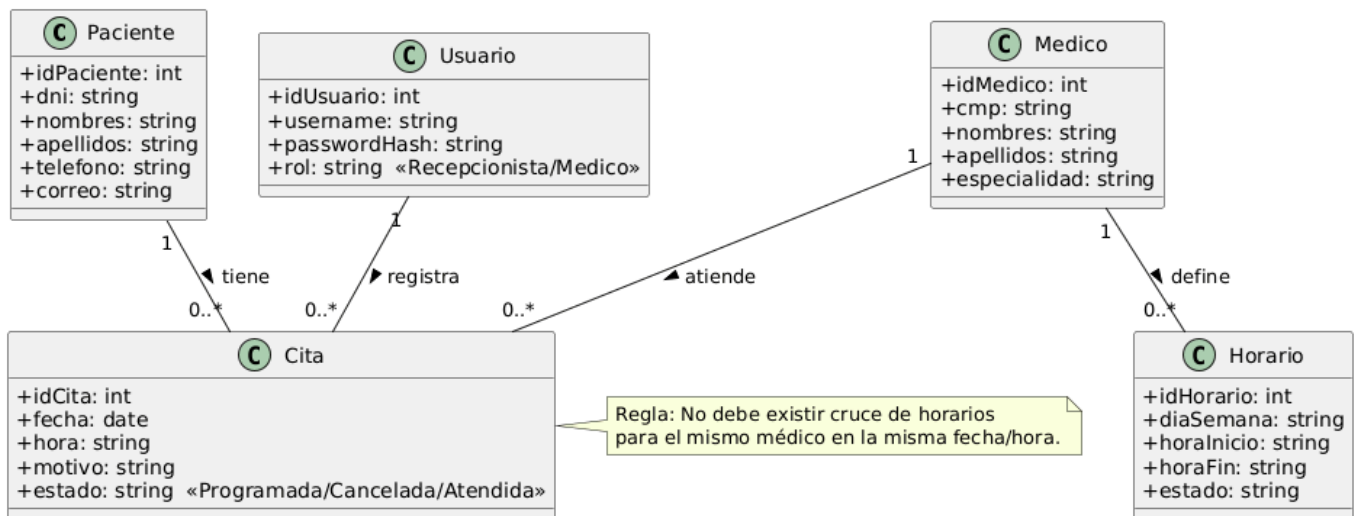 C Paciente
+idPaciente: int
+dni: string
+nombres: string
+apellidos: string
+telefono: string
+correo: string
C Usuario
+idUsuario: int
+username: string
+passwordHash: string
+rol: string «Recepcionista/Medico»
C Medico
+idMedico: int
+cmp: string
+nombres: string
+apellidos: string
+especialidad: string
1
tiene
0..*
1
registra
0..*
1
atiende
0..*
1
define
0..*
C Cita
+idCita: int
+fecha: date
+hora: string
+motivo: string
+estado: string «Programada/Cancelada/Atendida»
Regla: No debe existir cruce de horarios
para el mismo médico en la misma fecha/hora.
C Horario
+idHorario: int
+diaSemana: string
+horaInicio: string
+horaFin: string
+estado: string